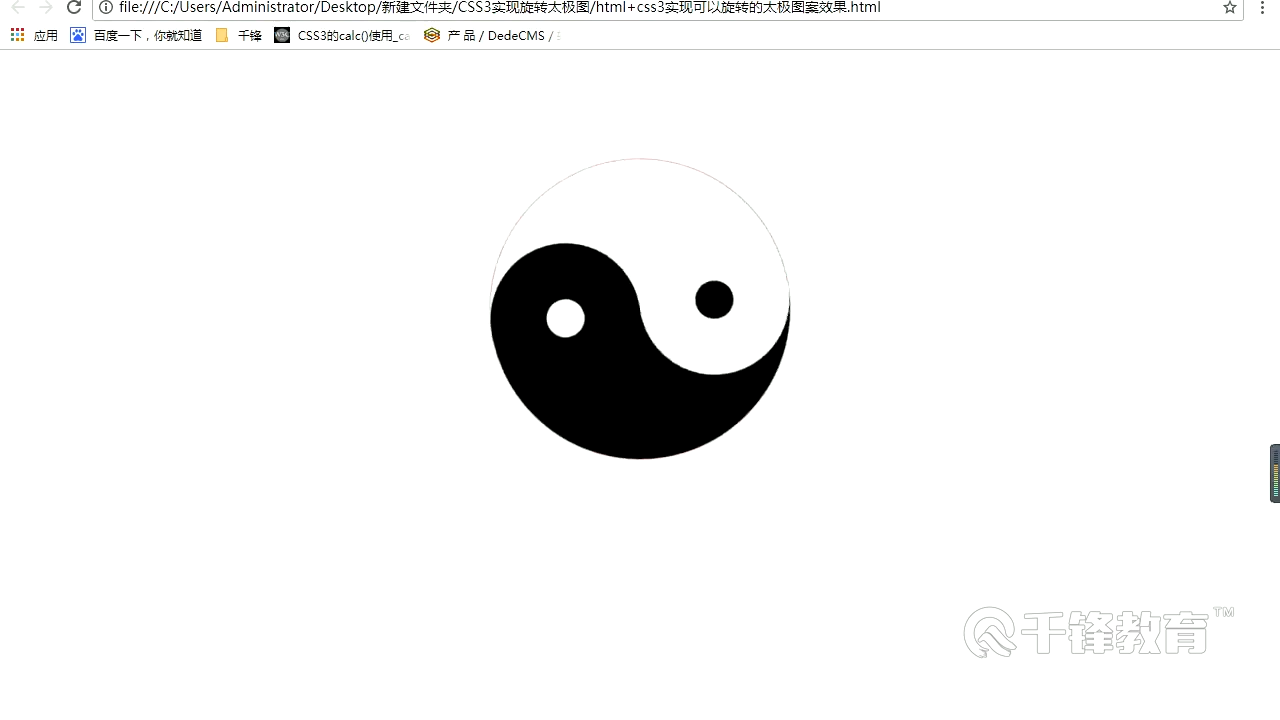 file:///C:/Users/Administrator/Desktop/新建文件夹/CSS3实现旋转太极图/html+css3实现可以旋转的太极图案效果.html
应用 百度一下，你就知道 千锋 CSS3的calc()使用_ca 产 品 / DedeCMS /
千锋教育™